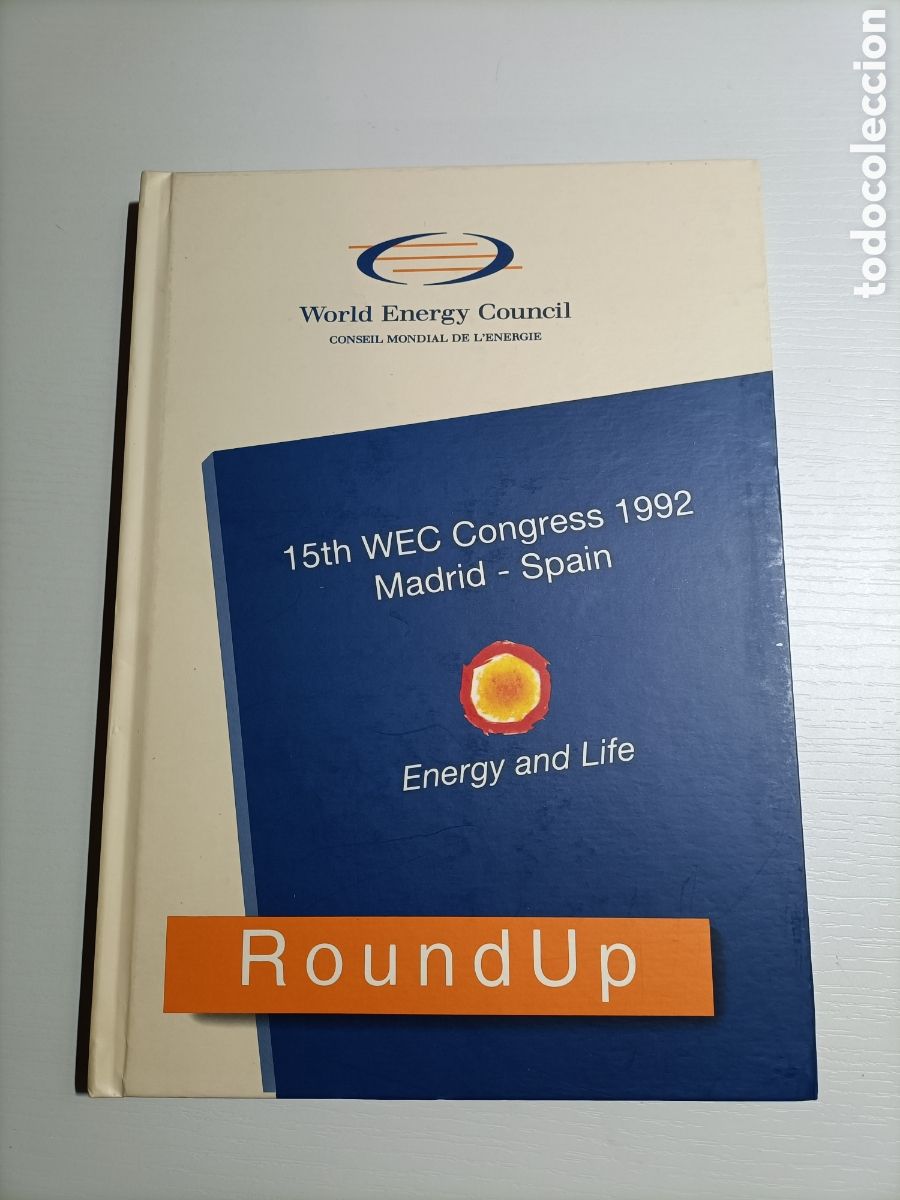 World Energy Council
CONSEIL MONDIAL DE L'ENERGIE
15th WEC Congress 1992
Madrid - Spain
Energy and Life
RoundUp
todocoleccion